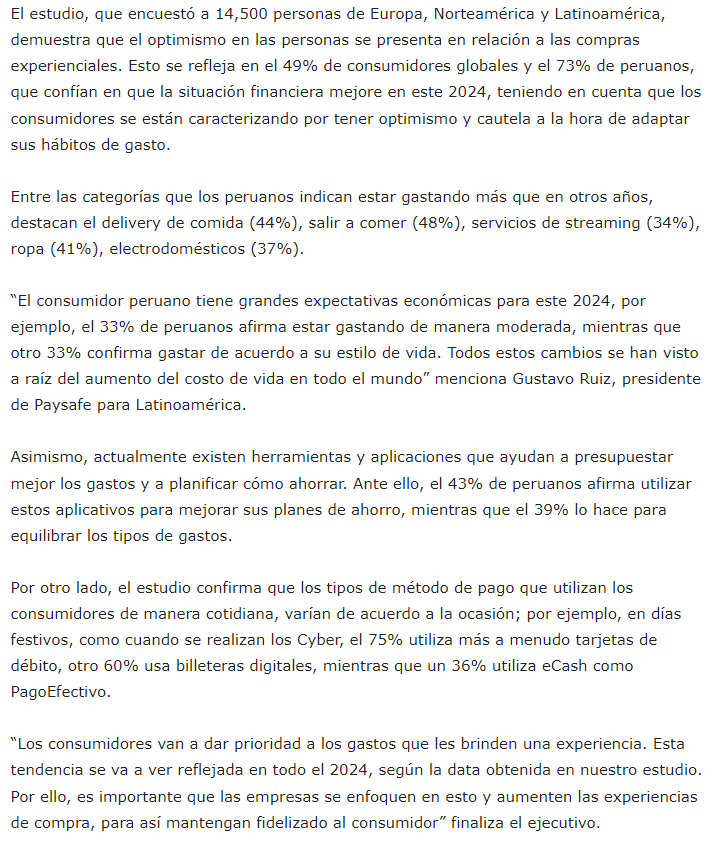 El estudio, que encuestó a 14,500 personas de Europa, Norteamérica y Latinoamérica,
demuestra que el optimismo en las personas se presenta en relación a las compras
experienciales. Esto se refleja en el 49% de consumidores globales y el 73% de peruanos,
que confían en que la situación financiera mejore en este 2024, teniendo en cuenta que los
consumidores se están caracterizando por tener optimismo y cautela a la hora de adaptar
sus hábitos de gasto.
Entre las categorías que los peruanos indican estar gastando más que en otros años,
destacan el delivery de comida (44%), salir a comer (48%), servicios de streaming (34%),
ropa (41%), electrodomésticos (37%).
“El consumidor peruano tiene grandes expectativas económicas para este 2024, por
ejemplo, el 33% de peruanos afirma estar gastando de manera moderada, mientras que
otro 33% confirma gastar de acuerdo a su estilo de vida. Todos estos cambios se han visto
a raíz del aumento del costo de vida en todo el mundo” menciona Gustavo Ruiz, presidente
de Paysafe para Latinoamérica.
Asimismo, actualmente existen herramientas y aplicaciones que ayudan a presupuestar
mejor los gastos y a planificar cómo ahorrar. Ante ello, el 43% de peruanos afirma utilizar
estos aplicativos para mejorar sus planes de ahorro, mientras que el 39% lo hace para
equilibrar los tipos de gastos.
Por otro lado, el estudio confirma que los tipos de método de pago que utilizan los
consumidores de manera cotidiana, varían de acuerdo a la ocasión; por ejemplo, en días
festivos, como cuando se realizan los Cyber, el 75% utiliza más a menudo tarjetas de
débito, otro 60% usa billeteras digitales, mientras que un 36% utiliza eCash como
PagoEfectivo.
“Los consumidores van a dar prioridad a los gastos que les brinden una experiencia. Esta
tendencia se va a ver reflejada en todo el 2024, según la data obtenida en nuestro estudio.
Por ello, es importante que las empresas se enfoquen en esto y aumenten las experiencias
de compra, para así mantengan fidelizado al consumidor” finaliza el ejecutivo.